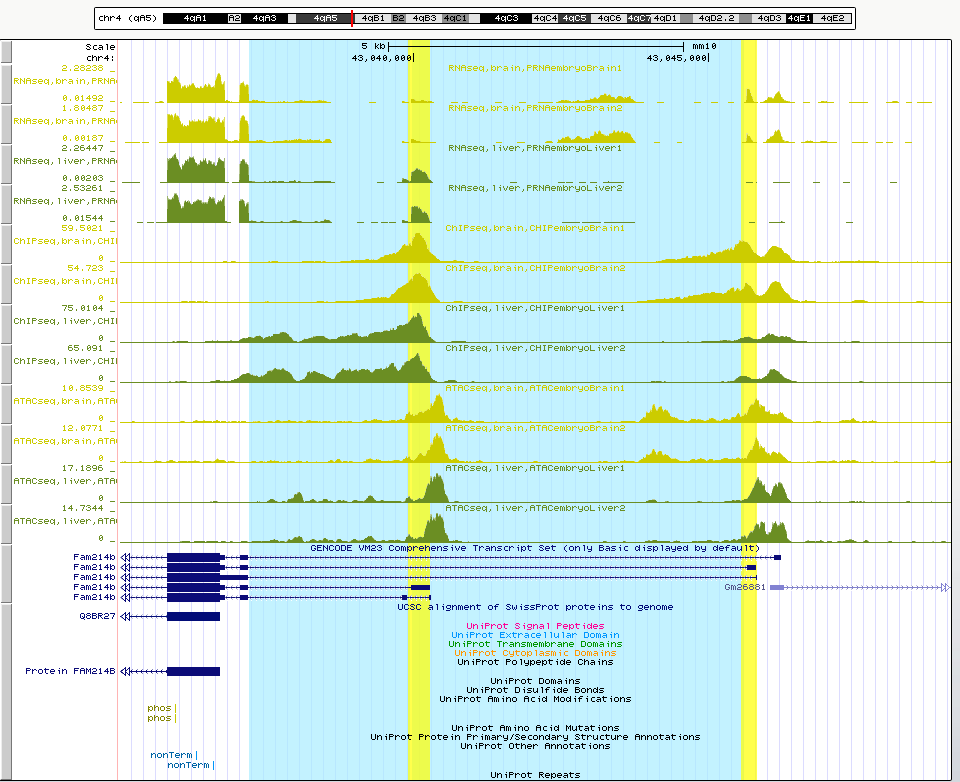 chr4 (qA5) 4qA1 A2 4qA3 4qA5 4qB1 B2 4qB3 4qC1 4qC3 4qC4 4qC5 4qC6 4qC7 4qD1 4qD2.2 4qD3 4qE1 4qE2
Scale 5 kb mm10
chr4: 43,040,000 43,045,000
2.28238 _ RNAseq,brain,PRNAembryoBrain1
RNAseq,brain,PRNA
0.01492 _
1.80487 _ RNAseq,brain,PRNAembryoBrain2
RNAseq,brain,PRNA
0.00187 _
2.26447 _ RNAseq,liver,PRNAembryoLiver1
RNAseq,liver,PRNA
0.00203 _
2.53261 _ RNAseq,liver,PRNAembryoLiver2
RNAseq,liver,PRNA
0.01544 _
59.5021 _ ChIPseq,brain,CHIPembryoBrain1
ChIPseq,brain,CHI
0 _
54.723 _ ChIPseq,brain,CHIPembryoBrain2
ChIPseq,brain,CHI
0 _
75.0104 _ ChIPseq,liver,CHIPembryoLiver1
ChIPseq,liver,CHI
0 _
65.091 _ ChIPseq,liver,CHIPembryoLiver2
ChIPseq,liver,CHI
0 _
10.8539 _ ATACseq,brain,ATACembryoBrain1
ATACseq,brain,ATA
0 _
12.0771 _ ATACseq,brain,ATACembryoBrain2
ATACseq,brain,ATA
0 _
17.1896 _ ATACseq,liver,ATACembryoLiver1
ATACseq,liver,ATA
0 _
14.7344 _ ATACseq,liver,ATACembryoLiver2
ATACseq,liver,ATA
0 _
GENCODE VM23 Comprehensive Transcript Set (only Basic displayed by default)
Fam214b
Fam214b
Fam214b
Fam214b Gm26881
Fam214b
UCSC alignment of SwissProt proteins to genome
Q8BR27
UniProt Signal Peptides
UniProt Extracellular Domain
UniProt Transmembrane Domains
UniProt Cytoplasmic Domains
UniProt Polypeptide Chains
Protein FAM214B
UniProt Domains
UniProt Disulfide Bonds
UniProt Amino Acid Modifications
phos
phos
UniProt Amino Acid Mutations
UniProt Protein Primary/Secondary Structure Annotations
UniProt Other Annotations
nonTerm
nonTerm
UniProt Repeats